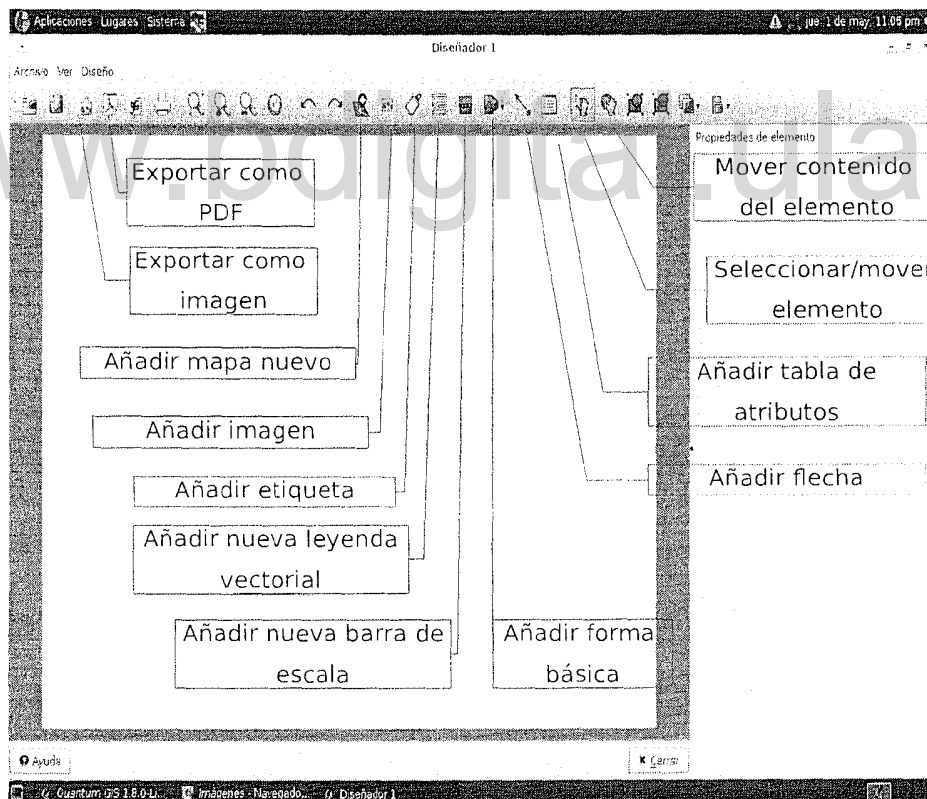 Aplicaciones Lugares Sistema
jue. 1 de may, 11:05 pm
Diseñador 1
Archivo Ver Diseño
www.bdigital.ula
Propiedades de elemento
Exportar como
PDF
Exportar como
imagen
Añadir mapa nuevo
Añadir imagen
Añadir etiqueta
Añadir nueva leyenda
vectorial
Añadir nueva barra de
escala
Añadir forma
básica
Mover contenido
del elemento
Seleccionar/mover
elemento
Añadir tabla de
atributos
Añadir flecha
Ayuda
Cerrar
Quantum GIS 1.8.0-Li...
Imágenes - Navegado...
Diseñador 1